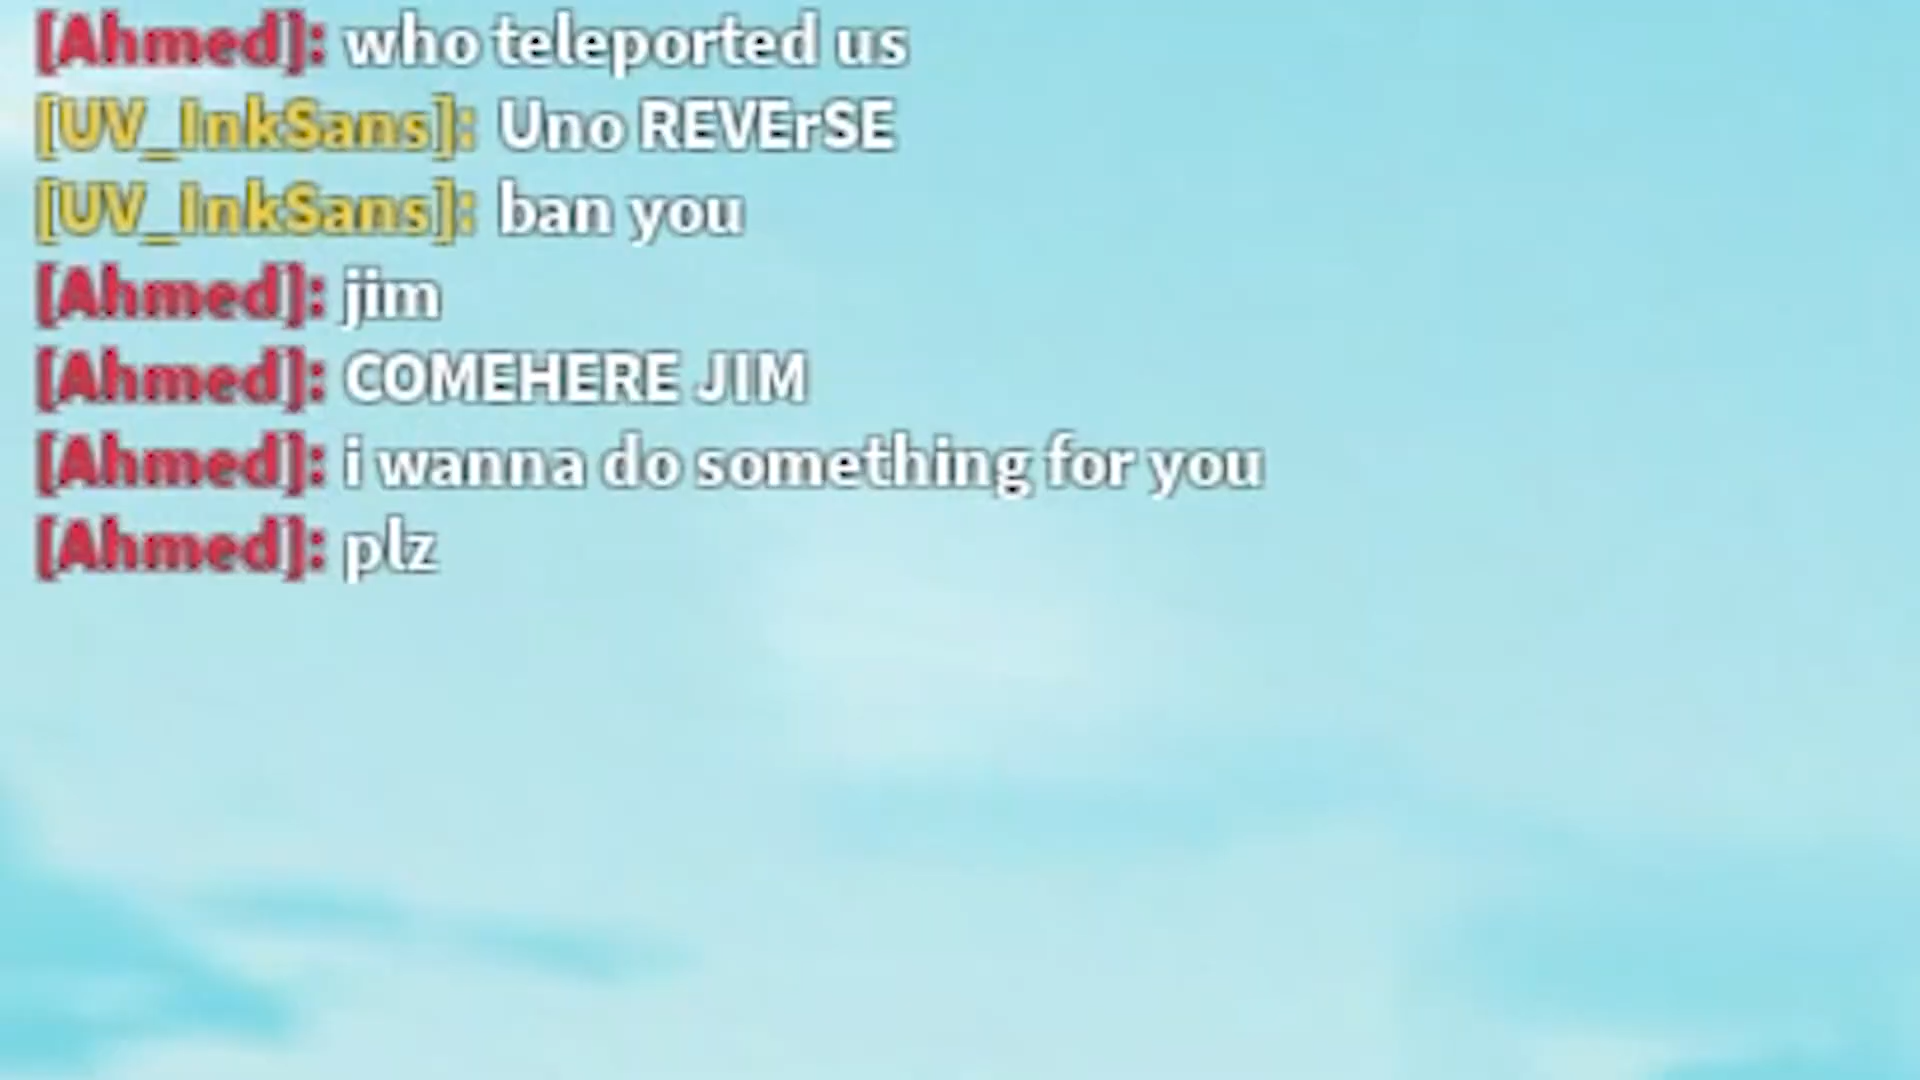 [Ahmed]: who teleported us
[UV_InkSans]: Uno REVErSE
[UV_InkSans]: ban you
[Ahmed]: jim
[Ahmed]: COMEHERE JIM
[Ahmed]: i wanna do something for you
[Ahmed]: plz